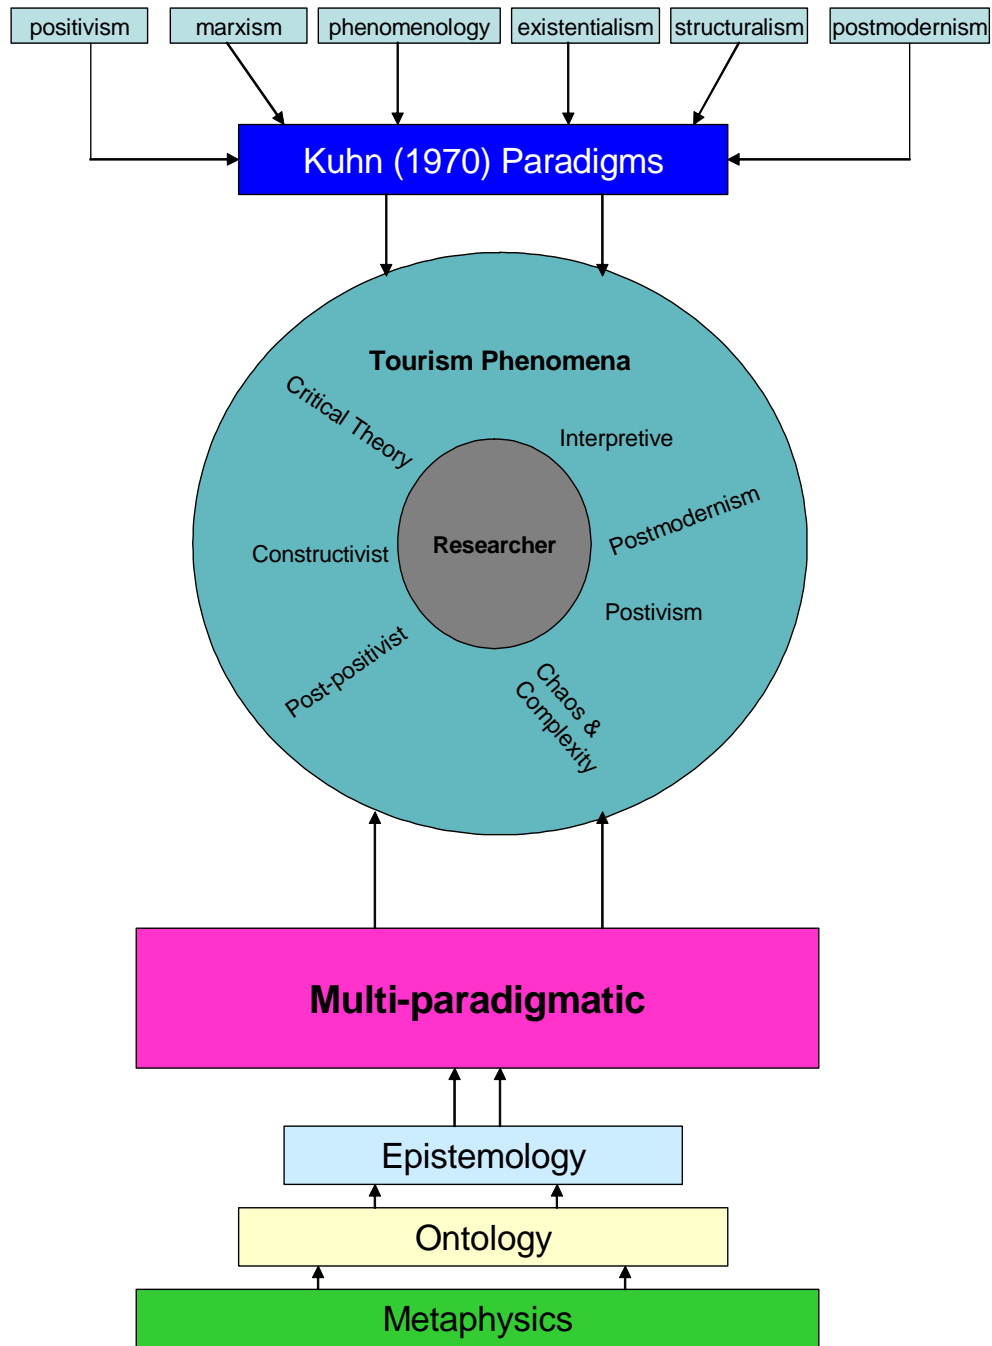 positivism
marxism
phenomenology
existentialism
structuralism
postmodernism
Kuhn (1970) Paradigms
Tourism Phenomena
Critical Theory
Interpretive
Postmodernism
Researcher
Constructivist
Postivism
Post-positivist
Chaos &
Complexity
Multi-paradigmatic
Epistemology
Ontology
Metaphysics